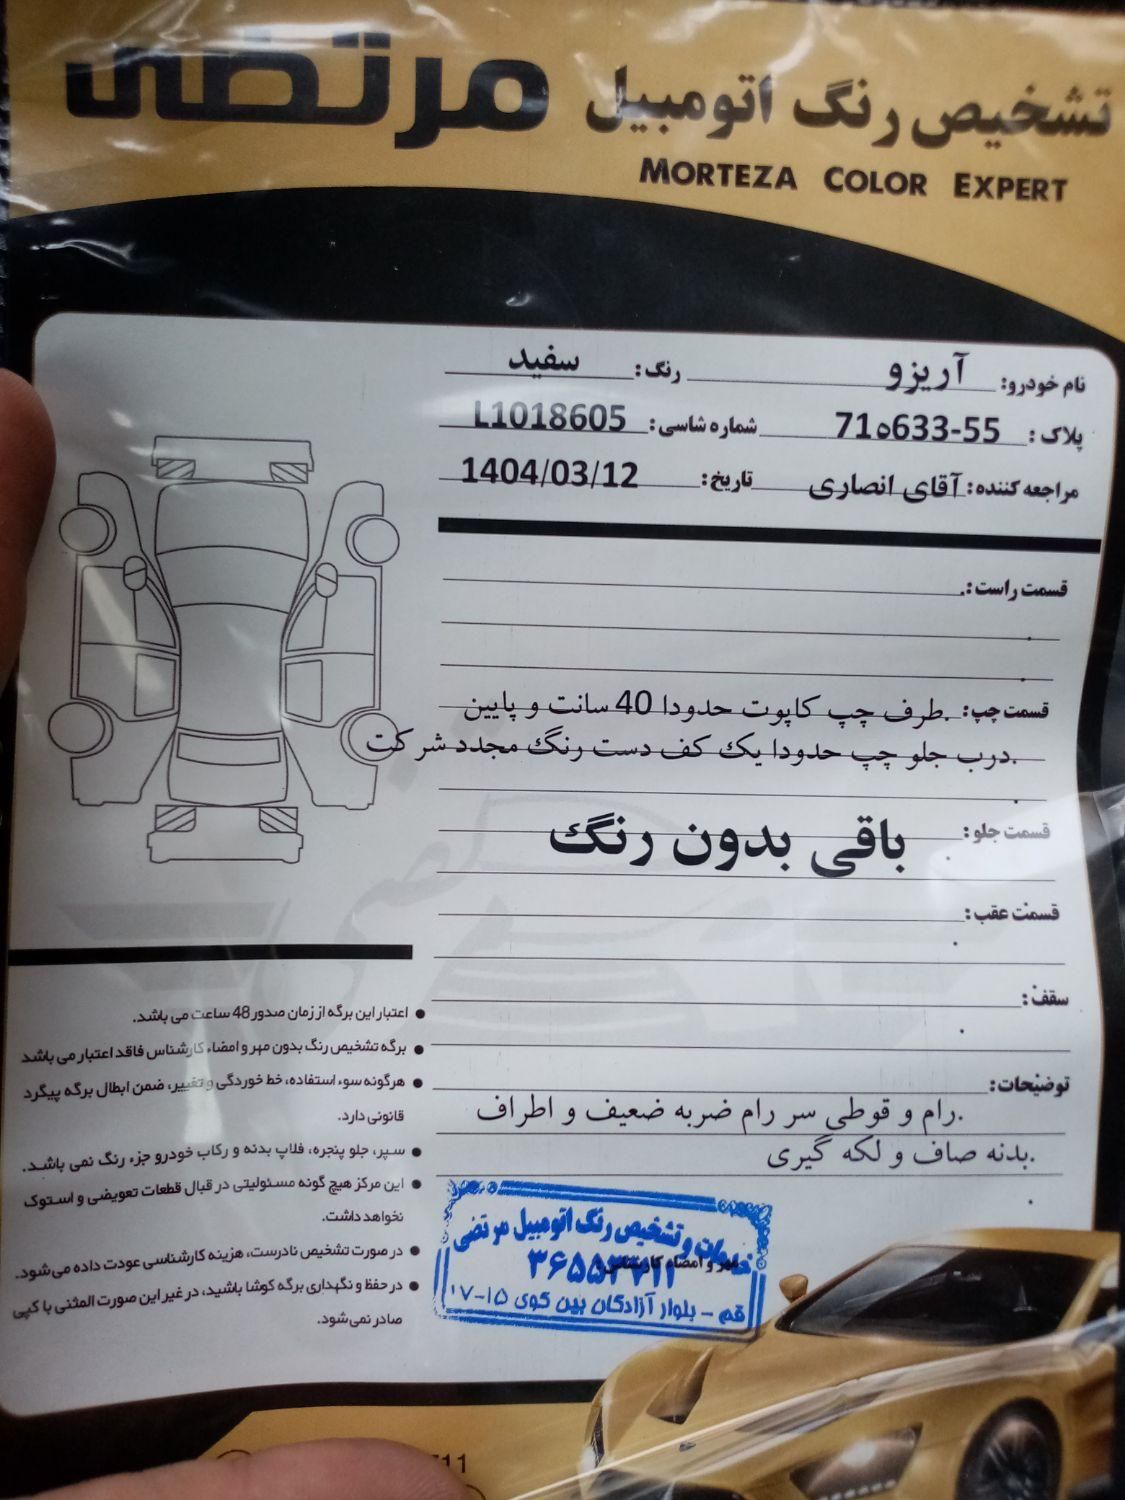 تشخیص رنگ اتومبیل مرتضی
MORTEZA COLOR EXPERT
نام خودرو: آریزو رنگ: سفید
پلاک: 71ه633-55 شماره شاسی: L1018605
مراجعه کننده: آقای انصاری تاریخ: 1404/03/12
قسمت راست:
قسمت چپ: طرف چپ کاپوت حدودا 40 سانت و پایین
درب جلو چپ حدودا یک کف دست رنگ مجدد شرکت.
قسمت جلو: باقی بدون رنگ
قسمت عقب:
سقف:
توضیحات:
رام و قوطی سر رام ضربه ضعیف و اطراف.
بدنه صاف و لکه گیری.
مهر و امضاء کارشناس:
خدمات و تشخیص رنگ اتومبیل مرتضی
قم - بلوار آزادگان بین کوی ۱۵-۱۷
● اعتبار این برگه از زمان صدور 48 ساعت می باشد.
● برگه تشخیص رنگ بدون مهر و امضاء کارشناس فاقد اعتبار می باشد
● هرگونه سوء استفاده، خط خوردگی و تغییر، ضمن ابطال برگه پیگرد
قانونی دارد.
● سپر، جلو پنجره، فلاپ بدنه و رکاب خودرو جزء رنگ نمی باشد.
● این مرکز هیچ گونه مسئولیتی در قبال قطعات تعویضی و استوک
نخواهد داشت.
● در صورت تشخیص نادرست، هزینه کارشناسی عودت داده می شود.
● در حفظ و نگهداری برگه کوشا باشید، در غیر این صورت المثنی با کپی
صادر نمی شود.